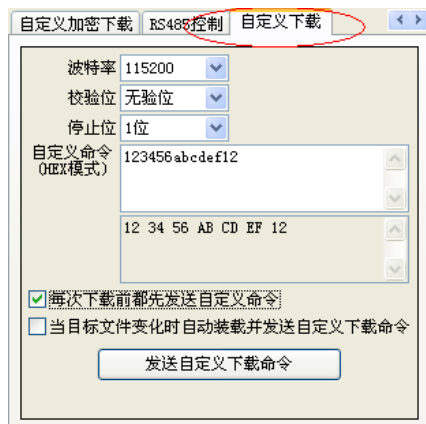 自定义加密下载 RS485控制 自定义下载
波特率 115200
校验位 无验位
停止位 1位
自定义命令 123456abcdef12
(HEX模式)
12 34 56 AB CD EF 12
每次下载前都先发送自定义命令
当目标文件变化时自动装载并发送自定义下载命令
发送自定义下载命令